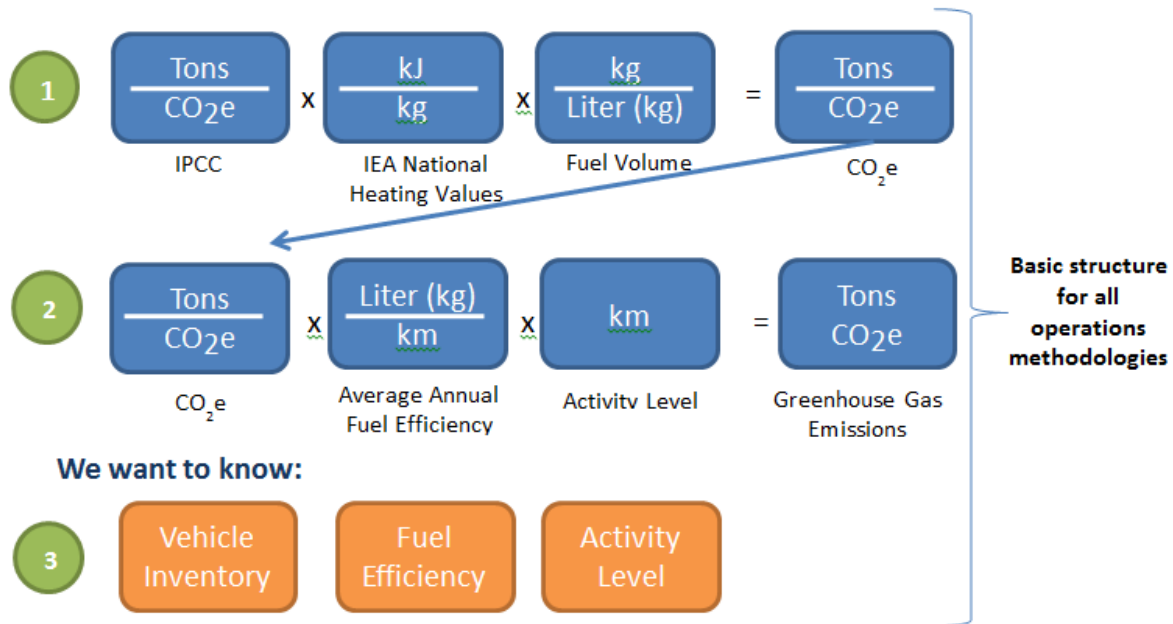 1
Tons
CO2e
x
kJ
kg
x
kg
Liter (kg)
=
Tons
CO2e
IPCC
IEA National
Heating Values
Fuel Volume
CO2e
2
Tons
CO2e
x
Liter (kg)
km
x
km
=
Tons
CO2e
CO2e
Average Annual
Fuel Efficiency
Activity Level
Greenhouse Gas
Emissions
Basic structure
for all
operations
methodologies
We want to know:
3
Vehicle
Inventory
Fuel
Efficiency
Activity
Level